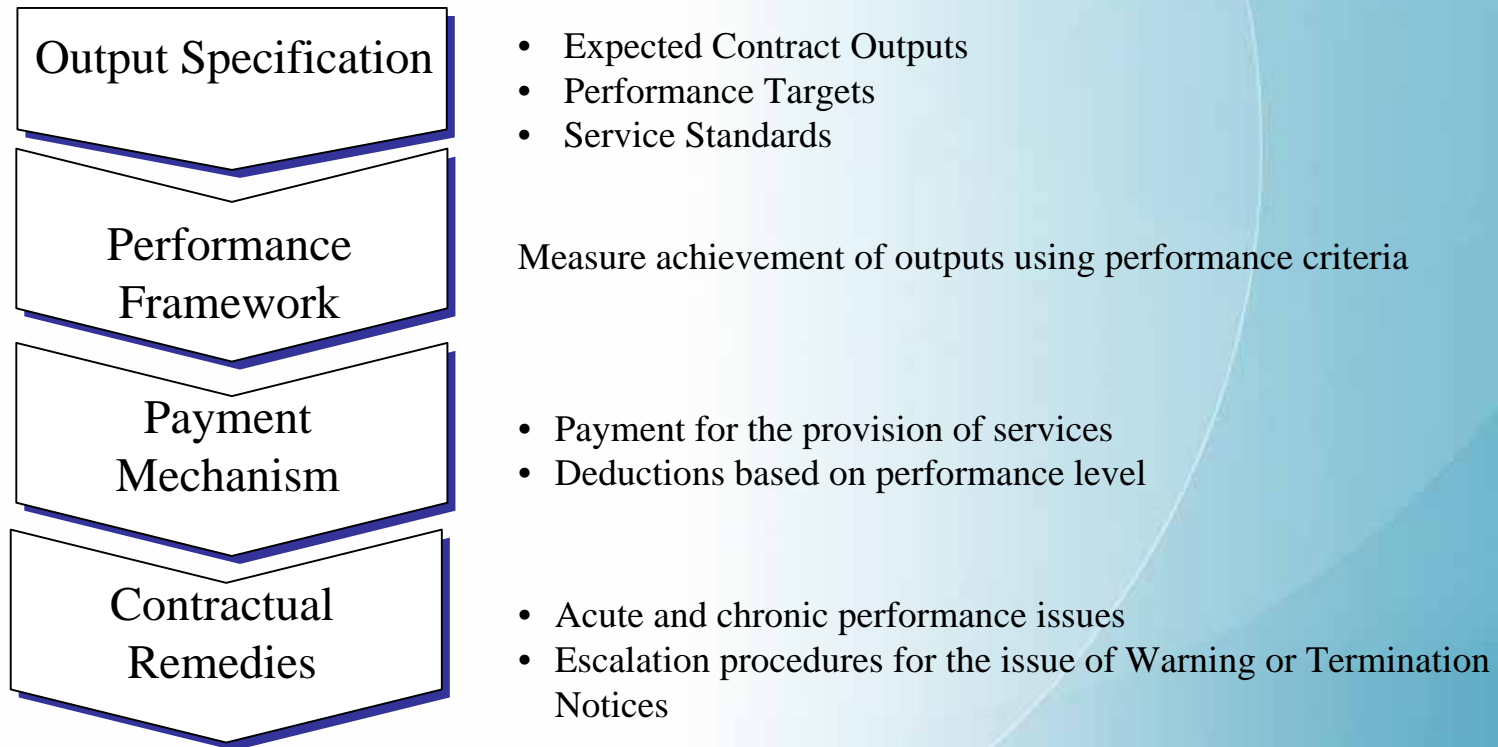 Output Specification
• Expected Contract Outputs
• Performance Targets
• Service Standards
Performance
Framework
Measure achievement of outputs using performance criteria
Payment
Mechanism
• Payment for the provision of services
• Deductions based on performance level
Contractual
Remedies
• Acute and chronic performance issues
• Escalation procedures for the issue of Warning or Termination
Notices